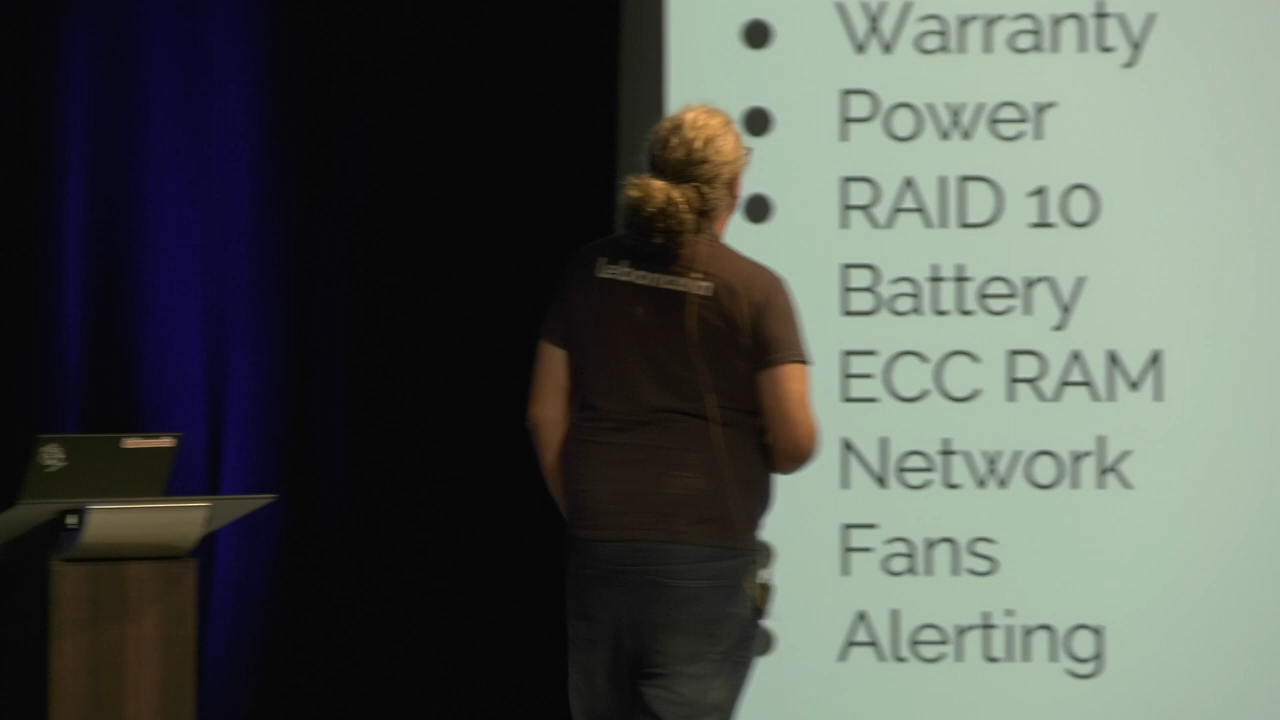 Warranty
Power
RAID 10
Battery
ECC RAM
Network
Fans
Alerting